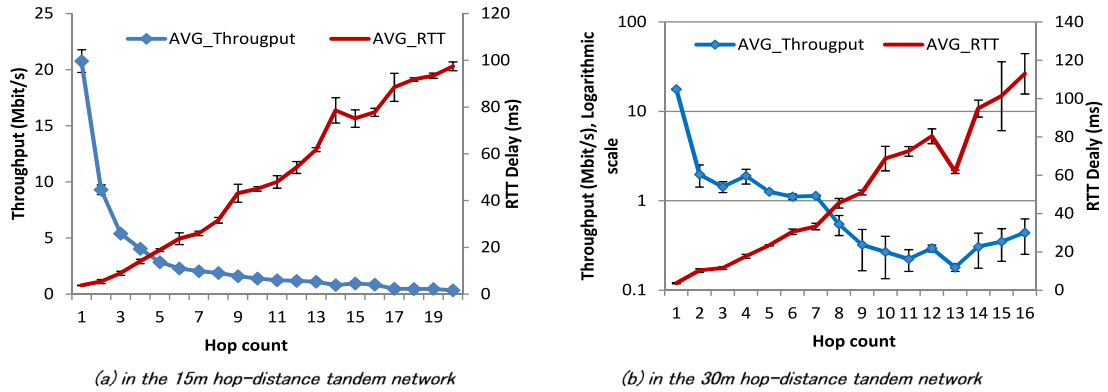 25
20
15
10
5
0
Throughput (Mbit/s)
AVG_Througput
AVG_RTT
120
100
80
60
40
20
0
RTT Delay (ms)
1 3 5 7 9 11 13 15 17 19
Hop count
(a) in the 15m hop-distance tandem network
100
10
1
0.1
Throughput (Mbit/s), Logarithmic
scale
AVG_Througput
AVG_RTT
140
120
100
80
60
40
20
0
RTT Dealy (ms)
1 2 3 4 5 6 7 8 9 10 11 12 13 14 15 16
Hop count
(b) in the 30m hop-distance tandem network